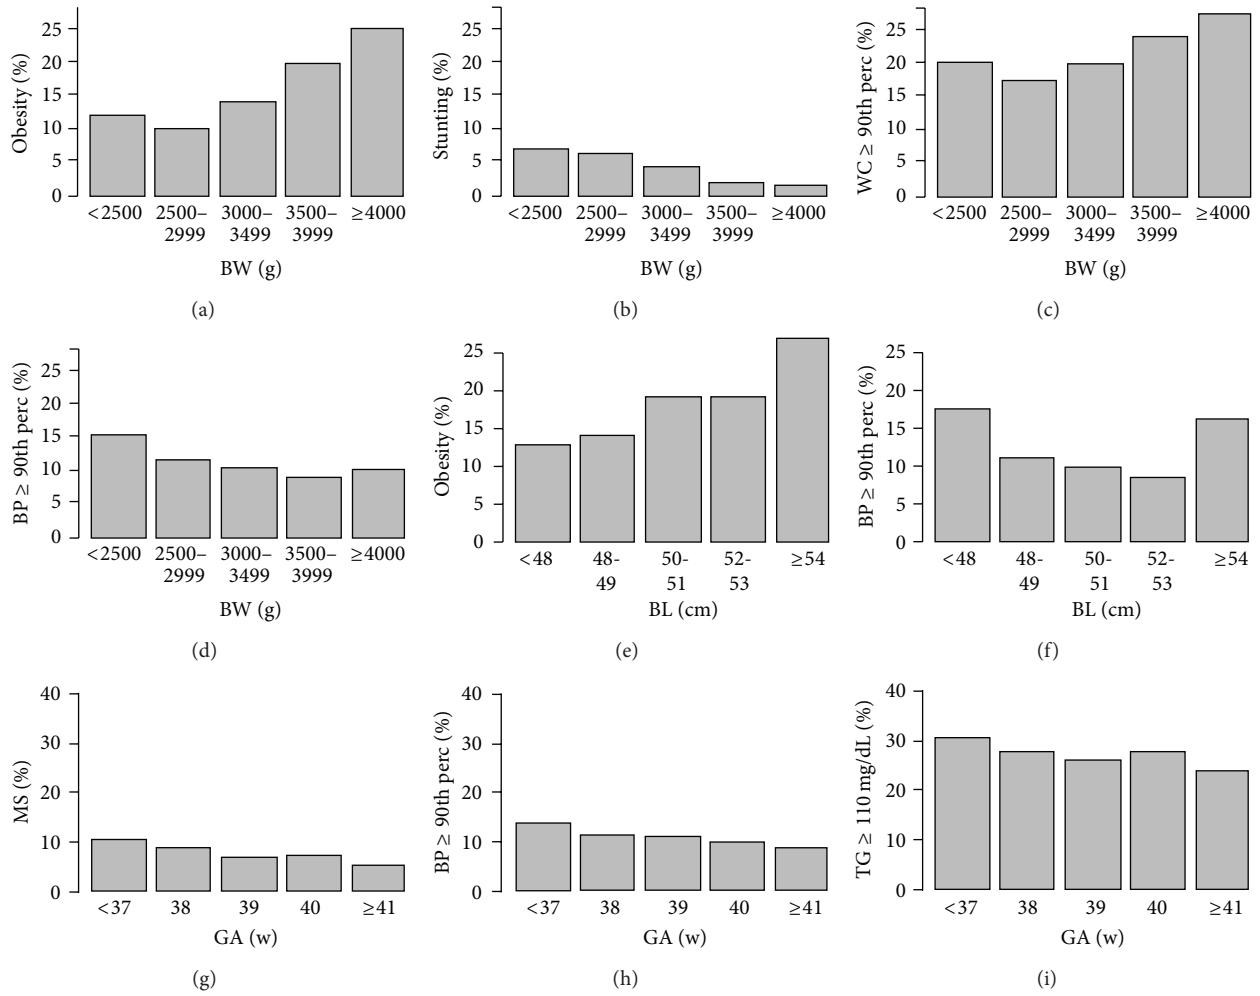 Obesity (%)
25
20
15
10
5
0
<2500 2500– 3000– 3500– ≥4000
2999 3499 3999
BW (g)
(a)
Stunting (%)
25
20
15
10
5
0
<2500 2500– 3000– 3500– ≥4000
2999 3499 3999
BW (g)
(b)
WC ≥ 90th perc (%)
25
20
15
10
5
0
<2500 2500– 3000– 3500– ≥4000
2999 3499 3999
BW (g)
(c)
BP ≥ 90th perc (%)
25
20
15
10
5
0
<2500 2500– 3000– 3500– ≥4000
2999 3499 3999
BW (g)
(d)
Obesity (%)
25
20
15
10
5
0
<48 48- 50- 52- ≥54
49 51 53
BL (cm)
(e)
BP ≥ 90th perc (%)
25
20
15
10
5
0
<48 48- 50- 52- ≥54
49 51 53
BL (cm)
(f)
MS (%)
40
30
20
10
0
<37 38 39 40 ≥41
GA (w)
(g)
BP ≥ 90th perc (%)
40
30
20
10
0
<37 38 39 40 ≥41
GA (w)
(h)
TG ≥ 110 mg/dL (%)
40
30
20
10
0
<37 38 39 40 ≥41
GA (w)
(i)